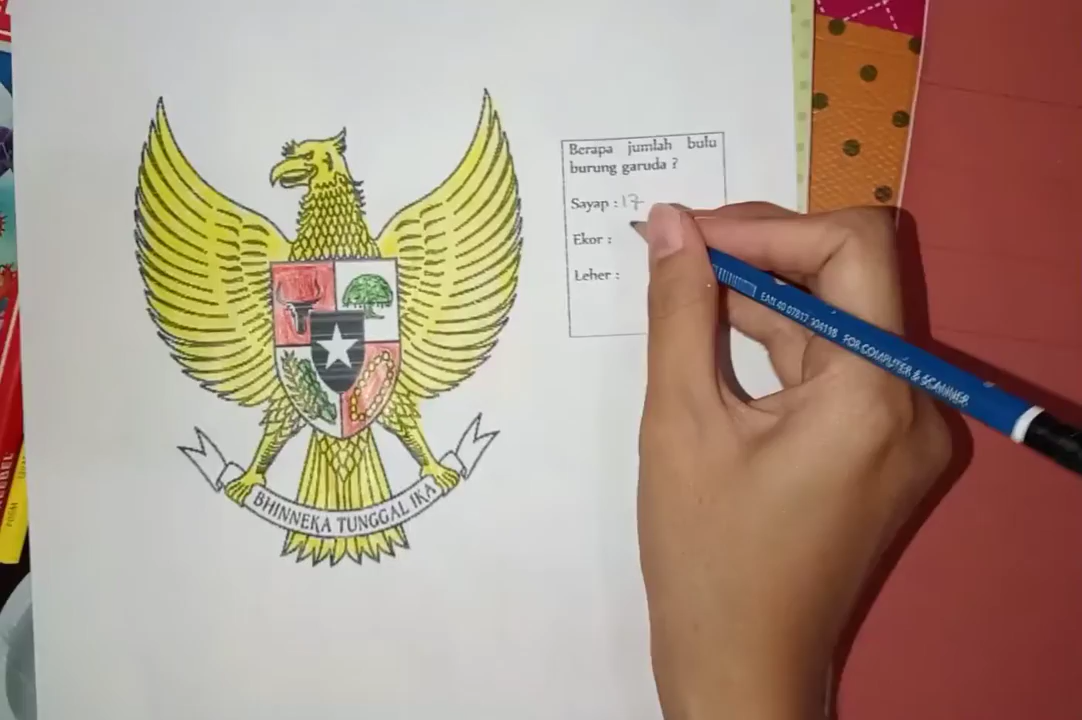 Berapa jumlah bulu
burung garuda ?
Sayap : 17
Ekor :
Leher :
BHINNEKA TUNGGAL IKA
FOR COMPUTER & SCANNER